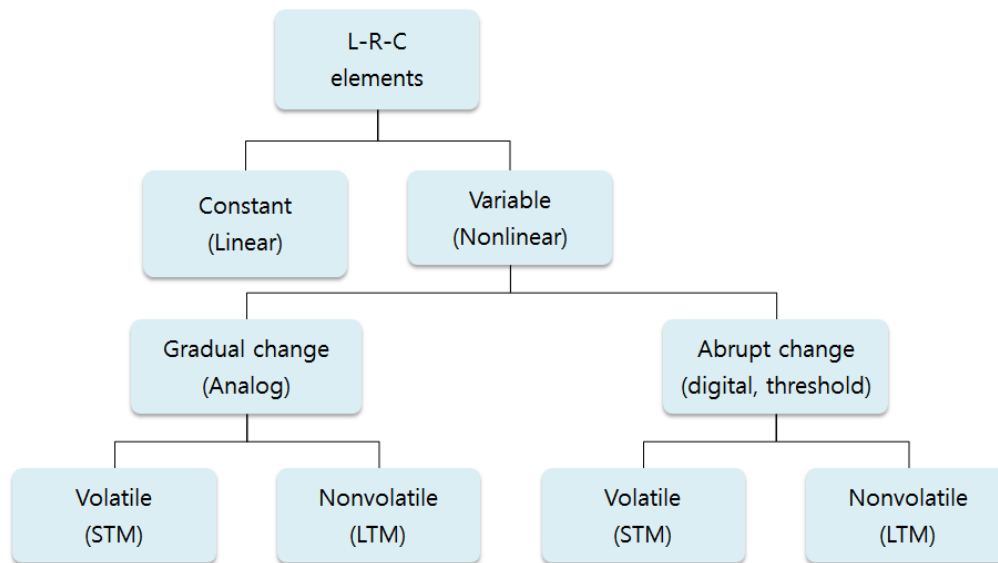 L-R-C
elements
Constant
(Linear)
Variable
(Nonlinear)
Gradual change
(Analog)
Abrupt change
(digital, threshold)
Volatile
(STM)
Nonvolatile
(LTM)
Volatile
(STM)
Nonvolatile
(LTM)